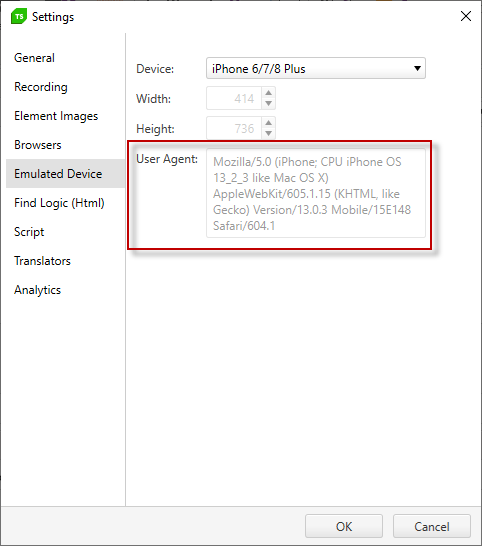 TS Settings
General
Recording
Element Images
Browsers
Emulated Device
Find Logic (Html)
Script
Translators
Analytics
Device: iPhone 6/7/8 Plus
Width: 414
Height: 736
User Agent: Mozilla/5.0 (iPhone; CPU iPhone OS
13_2_3 like Mac OS X)
AppleWebKit/605.1.15 (KHTML, like
Gecko) Version/13.0.3 Mobile/15E148
Safari/604.1
OK Cancel